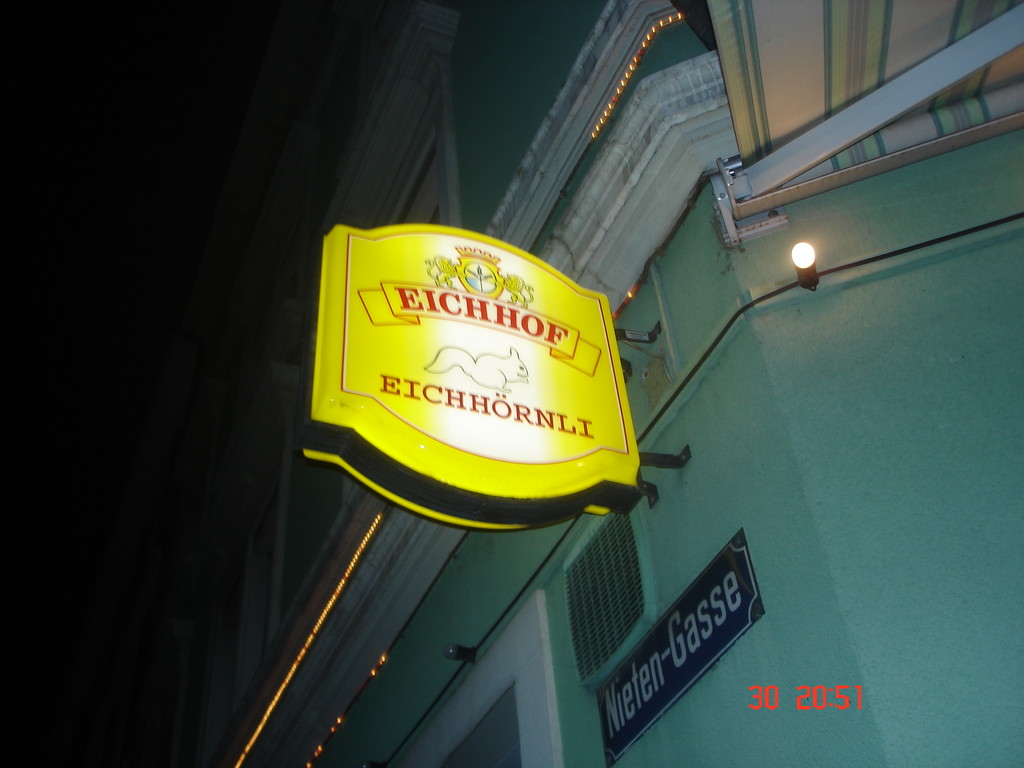 EICHHOF
EICHHÖRNLI
Nieten-Gasse
30 20:51